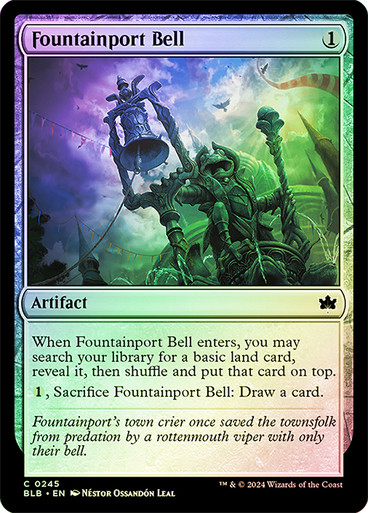 Fountainport Bell 1
Artifact
When Fountainport Bell enters, you may
search your library for a basic land card,
reveal it, then shuffle and put that card on top.
1, Sacrifice Fountainport Bell: Draw a card.
Fountainport's town crier once saved the townsfolk
from predation by a rottenmouth viper with only
their bell.
C 0245
BLB • EN Néstor Ossandón Leal
™ & © 2024 Wizards of the Coast